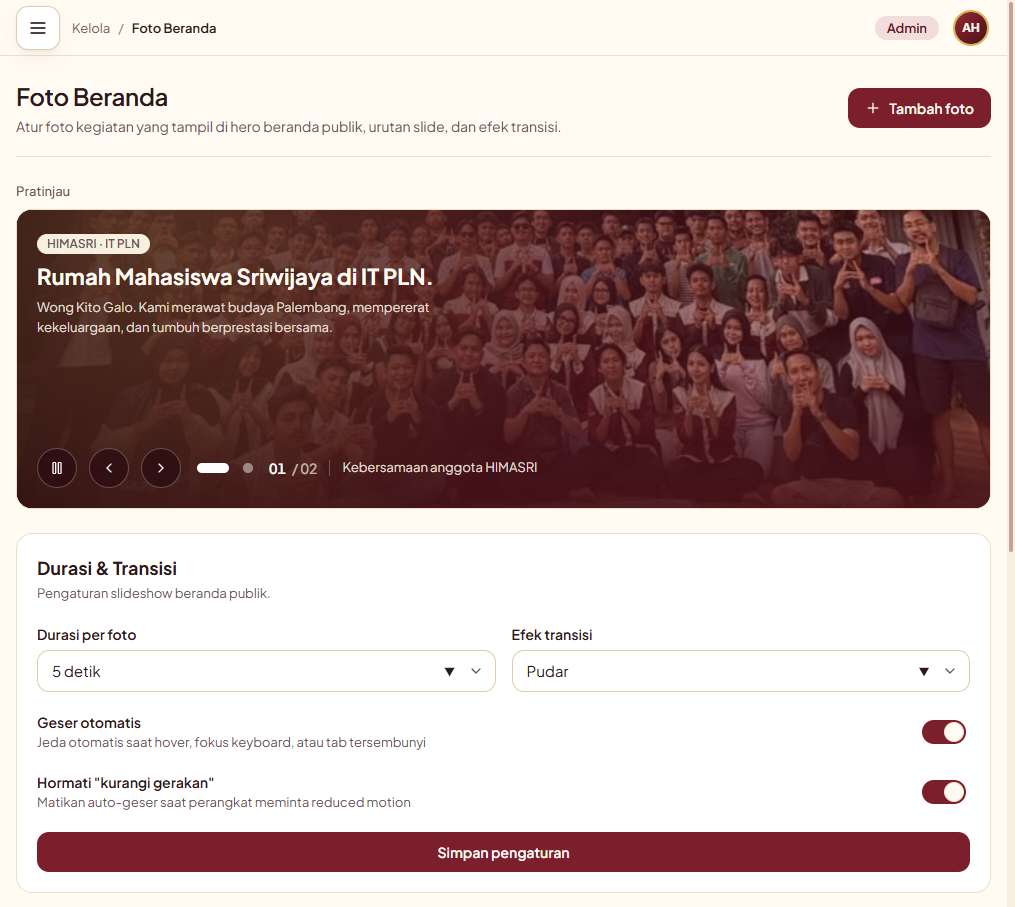 Kelola / Foto Beranda
Admin
AH
Foto Beranda
Atur foto kegiatan yang tampil di hero beranda publik, urutan slide, dan efek transisi.
+ Tambah foto
Pratinjau
HIMASRI · IT PLN
Rumah Mahasiswa Sriwijaya di IT PLN.
Wong Kito Galo. Kami merawat budaya Palembang, mempererat
kekeluargaan, dan tumbuh berprestasi bersama.
01 / 02
Kebersamaan anggota HIMASRI
Durasi & Transisi
Pengaturan slideshow beranda publik.
Durasi per foto
5 detik
Efek transisi
Pudar
Geser otomatis
Jeda otomatis saat hover, fokus keyboard, atau tab tersembunyi
Hormati "kurangi gerakan"
Matikan auto-geser saat perangkat meminta reduced motion
Simpan pengaturan